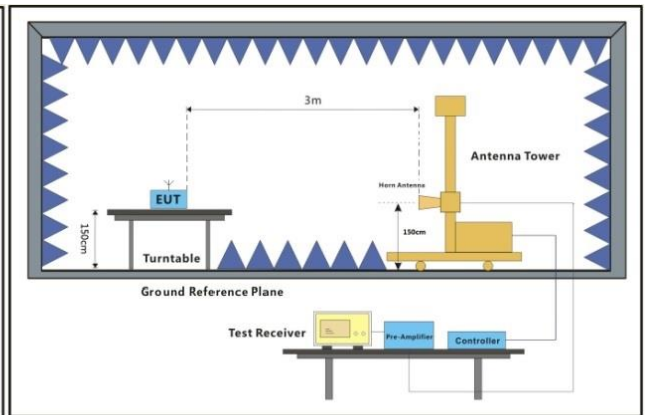 3m
Antenna Tower
Horn Antenna
EUT
150cm
150cm
Turntable
Ground Reference Plane
Test Receiver
Pre-Amplifier
Controller